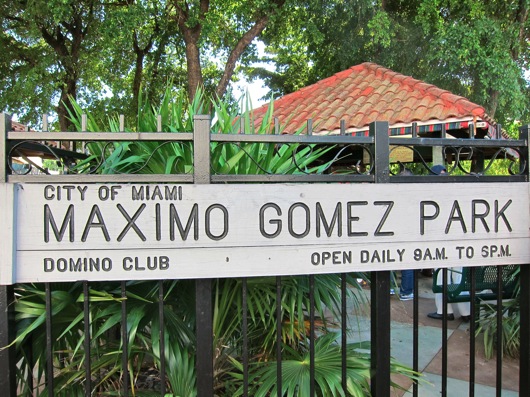 CITY OF MIAMI
MAXIMO GOMEZ PARK
DOMINO CLUB
OPEN DAILY 9A.M. TO 5P.M.